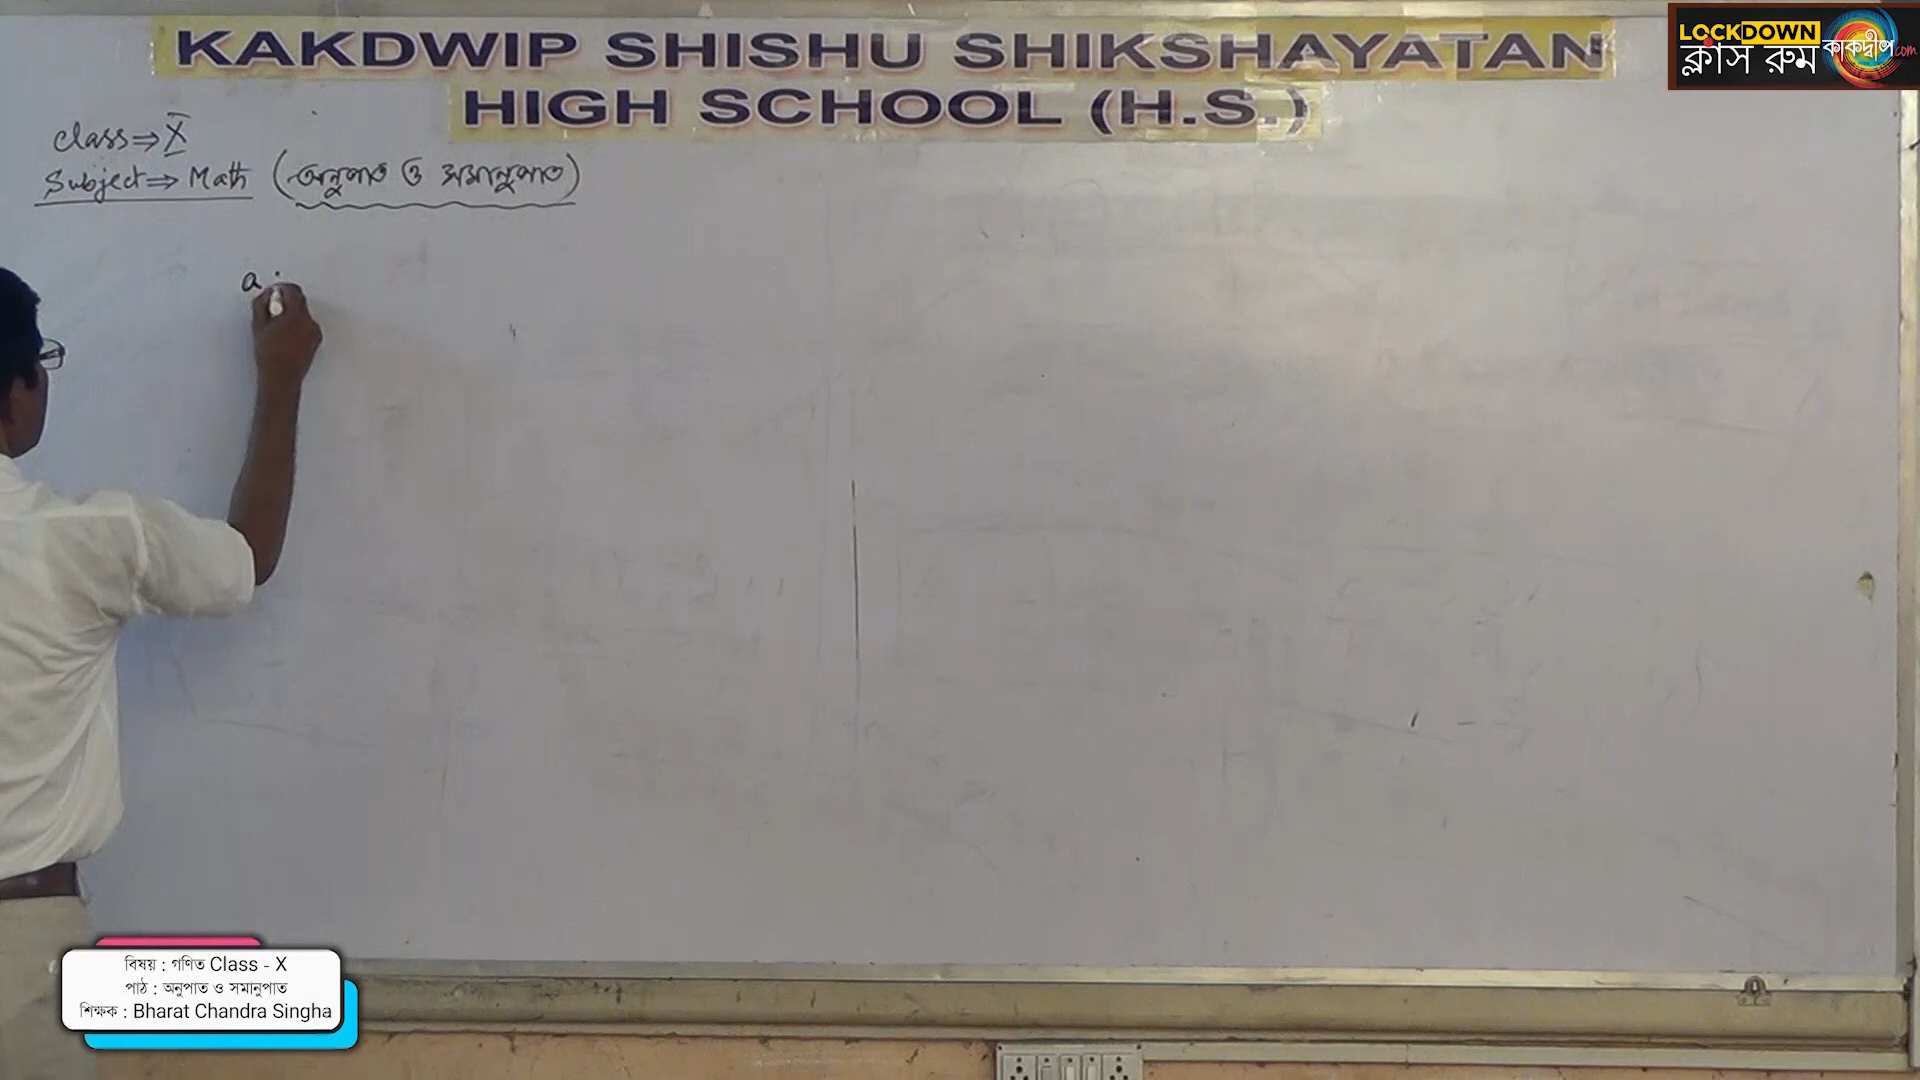 KAKDWIP SHISHU SHIKSHAYATAN
HIGH SCHOOL (H.S.)
LOCKDOWN
ক্লাস রুম কাকদ্বীপ.com
Class ⇒ X
Subject ⇒ Math (অনুপাত ও সমানুপাত)
a :
বিষয় : গণিত Class - X
পাঠ : অনুপাত ও সমানুপাত
শিক্ষক : Bharat Chandra Singha